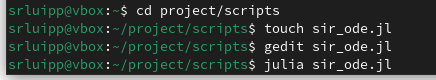 srluipp@vbox:~$ cd project/scripts
srluipp@vbox:~/project/scripts$ touch sir_ode.jl
srluipp@vbox:~/project/scripts$ gedit sir_ode.jl
srluipp@vbox:~/project/scripts$ julia sir_ode.jl